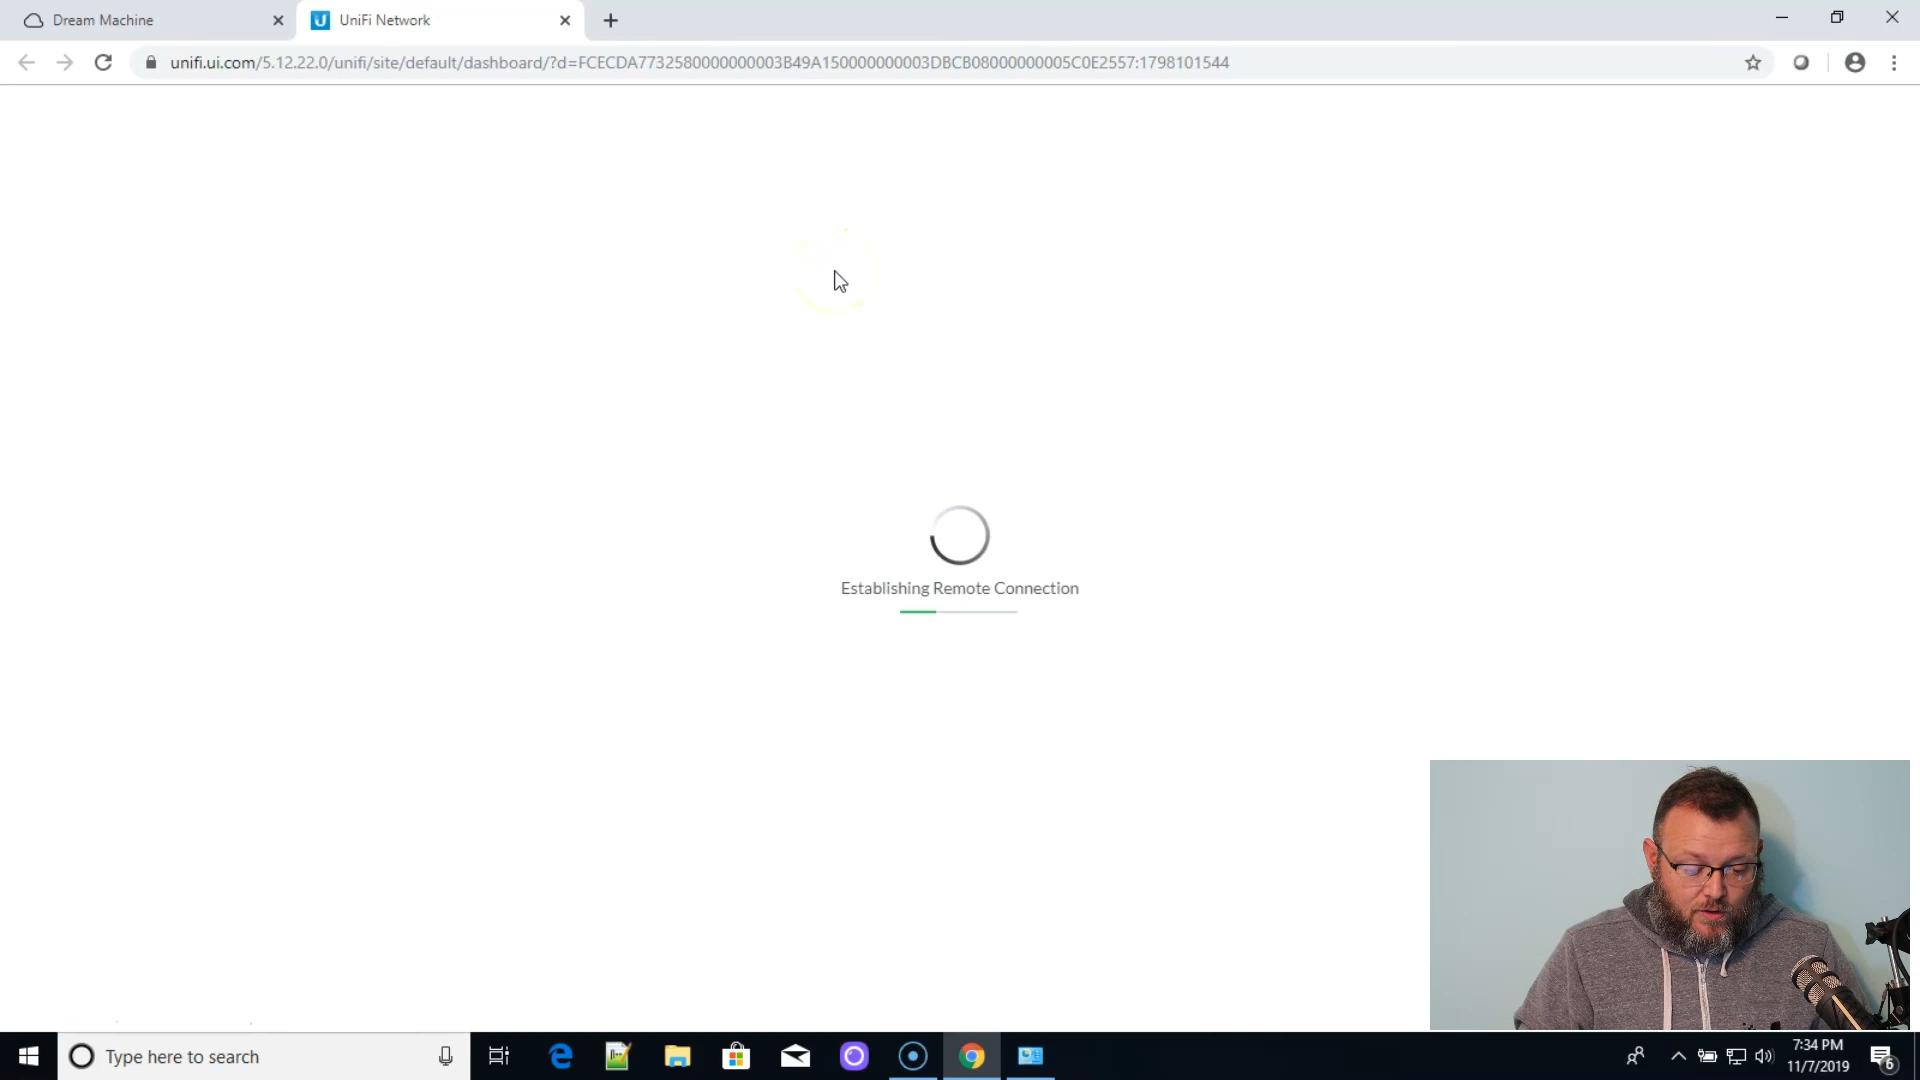 Dream Machine
UniFi Network
unifi.ui.com/5.12.22.0/unifi/site/default/dashboard/?d=FCECDA7732580000000003B49A150000000003DBCB08000000005C0E2557:1798101544
Establishing Remote Connection
Type here to search
7:34 PM
11/7/2019
6